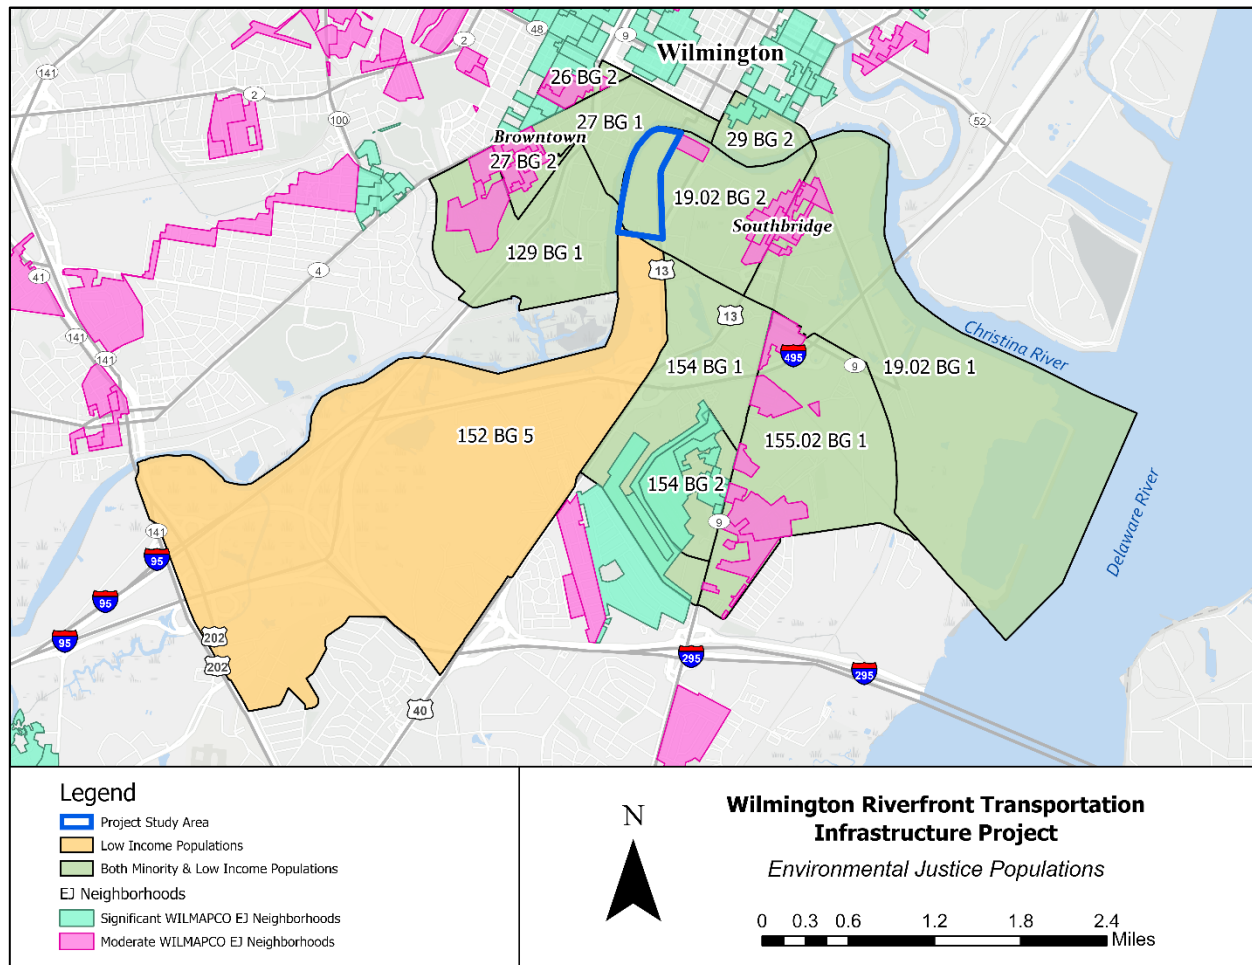 141
2
48
9
Wilmington
2
26 BG 2
52
100
27 BG 1
Browntown
29 BG 2
27 BG 2
19.02 BG 2
Southbridge
4
129 BG 1
41
13
13
Christina River
141
141
495
9
154 BG 1
19.02 BG 1
152 BG 5
155.02 BG 1
154 BG 2
Delaware River
9
141
95
95
95
202
202
295
295
40
Legend
Project Study Area
Low Income Populations
Both Minority & Low Income Populations
EJ Neighborhoods
Significant WILMAPCO EJ Neighborhoods
Moderate WILMAPCO EJ Neighborhoods
N
Wilmington Riverfront Transportation
Infrastructure Project
Environmental Justice Populations
0 0.3 0.6 1.2 1.8 2.4
Miles